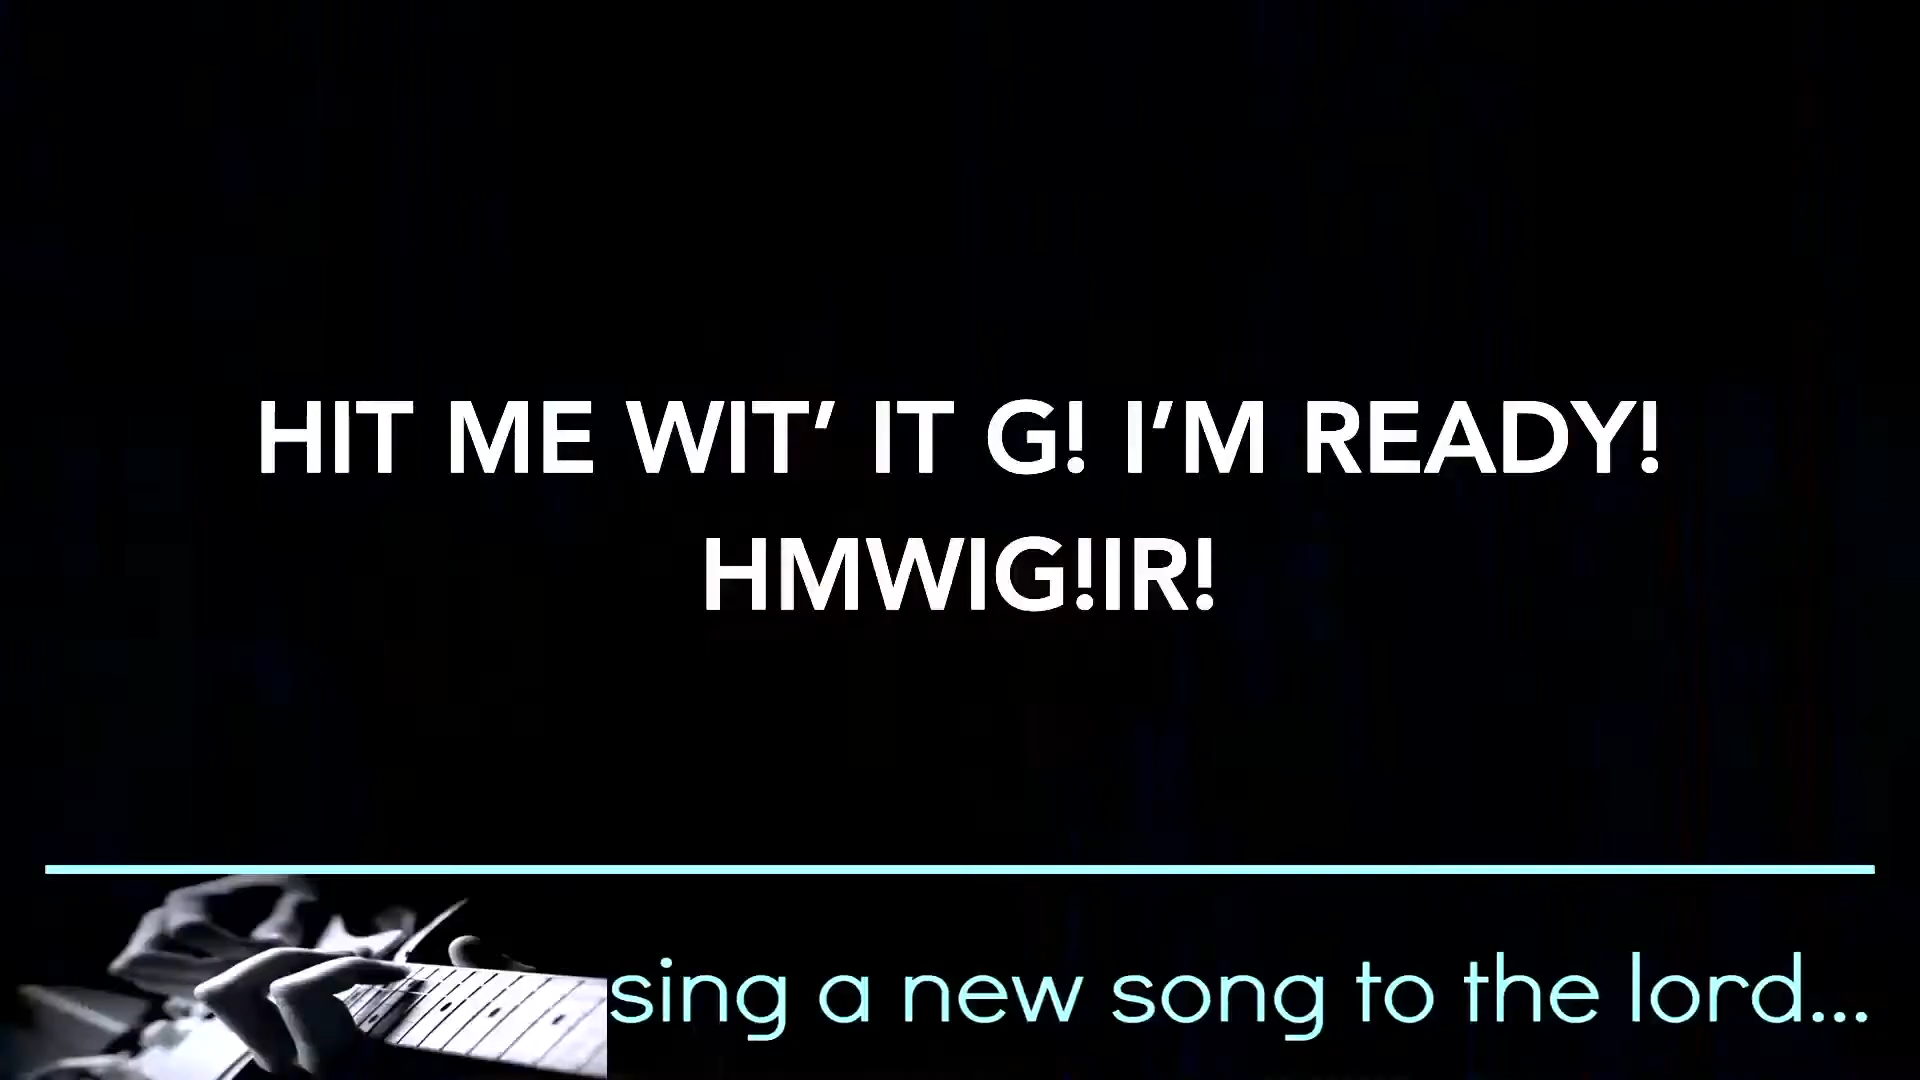 HIT ME WIT’ IT G! I’M READY!
HMWIG!IR!
sing a new song to the lord...